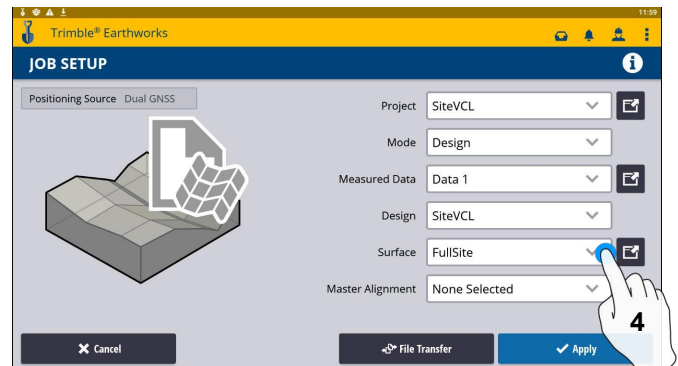 11:59
Trimble® Earthworks
JOB SETUP
Positioning Source Dual GNSS
Project SiteVCL
Mode Design
Measured Data Data 1
Design SiteVCL
Surface FullSite
Master Alignment None Selected
4
Cancel File Transfer Apply